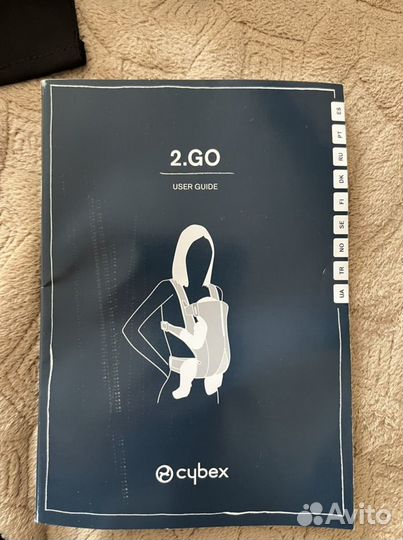 2.GO
USER GUIDE
ES
PT
RU
DK
FI
SE
NO
TR
UA
cybex
Avito